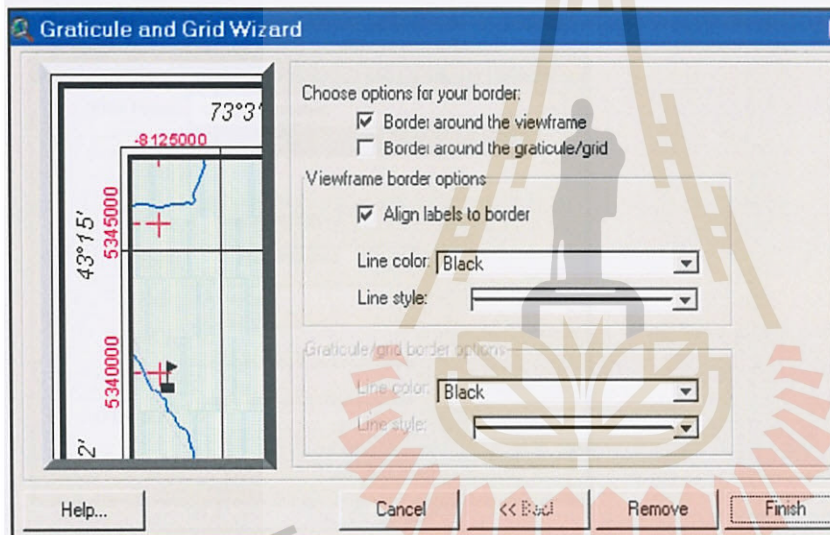 Graticule and Grid Wizard
73°3'
-8125000
5345000
43°15'
5340000
2'
Choose options for your border:
Border around the viewframe
Border around the graticule/grid
Viewframe border options
Align labels to border
Line color: Black
Line style:
Graticule/grid border options
Line color: Black
Line style:
Help...
Cancel
<< Back
Remove
Finish